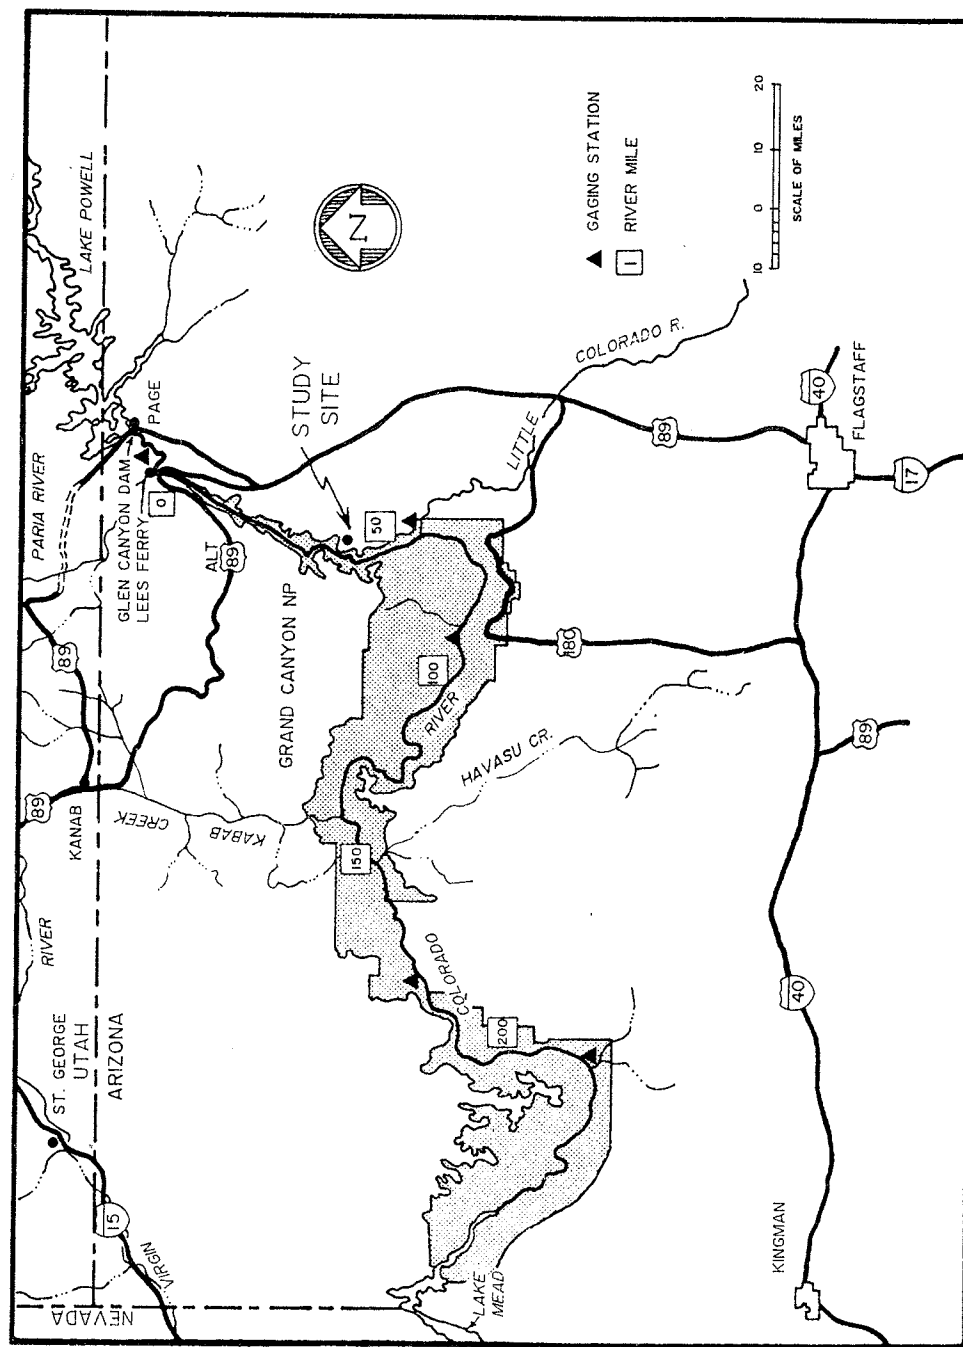 NEVADA
15
VIRGIN
ST. GEORGE
UTAH
ARIZONA
RIVER
89
KANAB
89
KABAB
CREEK
ALT
89
PARIA RIVER
GLEN CANYON DAM
LEES FERRY
0
PAGE
LAKE POWELL
N
GRAND CANYON NP
STUDY
SITE
50
100
150
200
COLORADO
RIVER
HAVASU CR.
LITTLE
COLORADO R.
LAKE
MEAD
180
89
89
40
40
17
FLAGSTAFF
KINGMAN
GAGING STATION
1
RIVER MILE
10
0
10
20
SCALE OF MILES